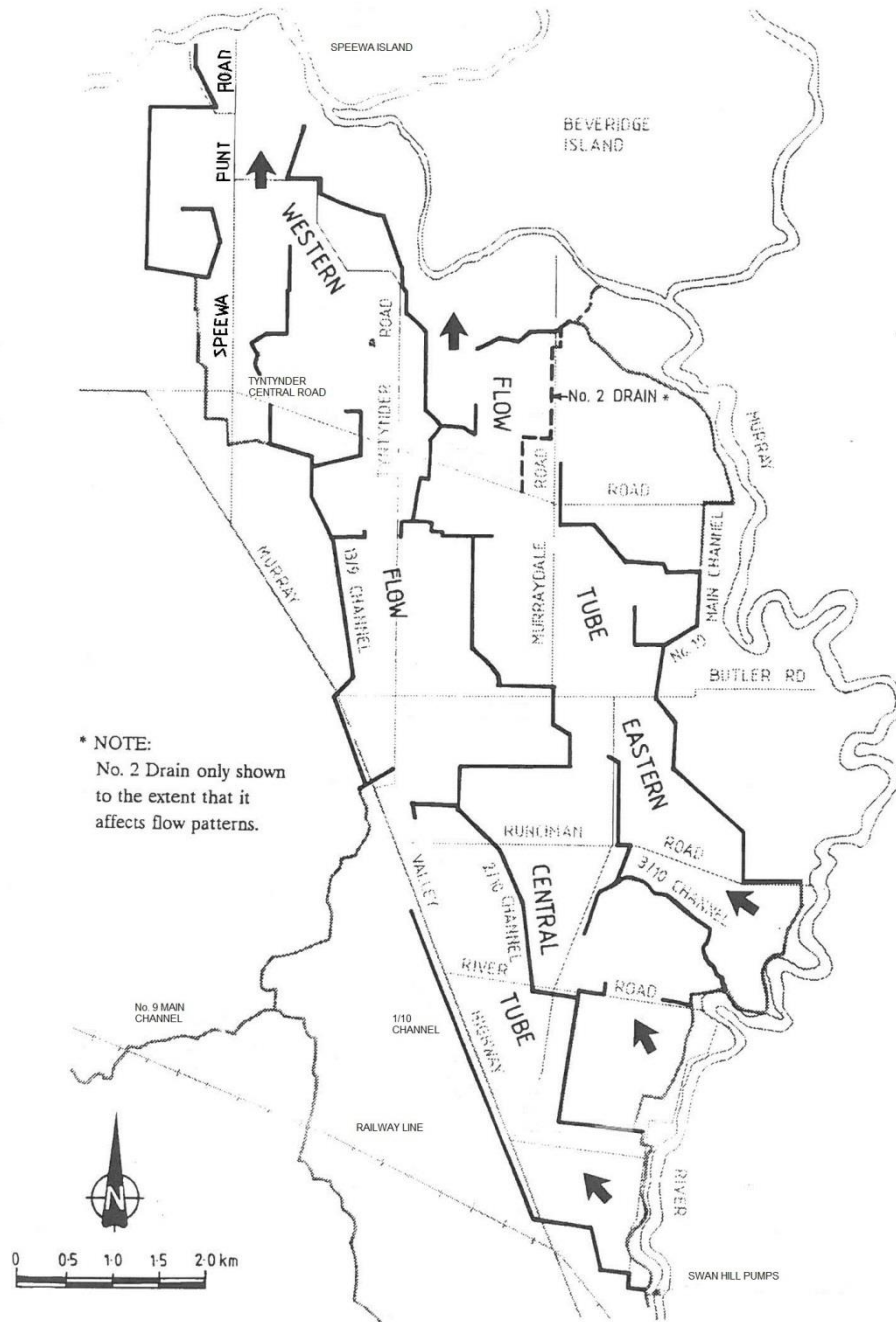 SPEEWA ISLAND
BEVERIDGE
ISLAND
SPEEWA PUNT ROAD
WESTERN
FLOW
TUBE
TYNTYNDER ROAD
TYNTYNDER
CENTRAL ROAD
FLOW
TUBE
No. 2 DRAIN *
MURRAYDALE ROAD
ROAD
MURRAY
MURRAY
13/9 CHANNEL
No. 10 MAIN CHANNEL
BUTLER RD
EASTERN
* NOTE:
No. 2 Drain only shown
to the extent that it
affects flow patterns.
RUNCIMAN
ROAD
3/10 CHANNEL
VALLEY
2/10 CHANNEL
CENTRAL
RIVER
ROAD
HIGHWAY
No. 9 MAIN
CHANNEL
1/10
CHANNEL
RAILWAY LINE
RIVER
N
0 0·5 1·0 1·5 2·0 km
SWAN HILL PUMPS